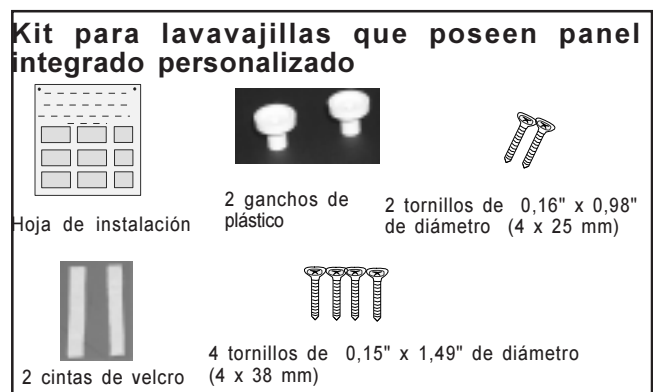 Kit para lavavajillas que poseen panel
integrado personalizado
Hoja de instalación
2 ganchos de
plástico
2 tornillos de 0,16" x 0,98"
de diámetro (4 x 25 mm)
2 cintas de velcro
4 tornillos de 0,15" x 1,49" de diámetro
(4 x 38 mm)